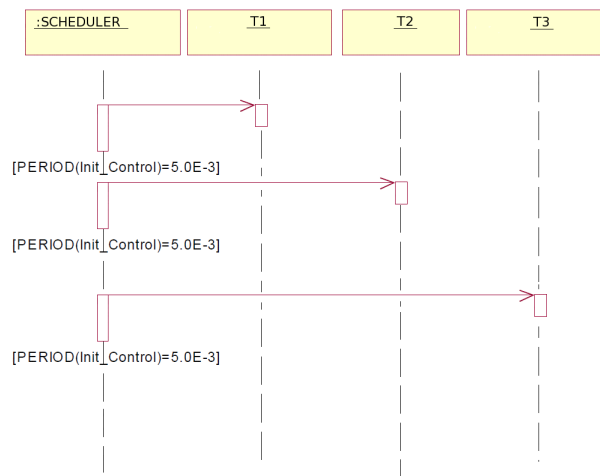 :SCHEDULER
T1
T2
T3
[PERIOD(Init_Control)=5.0E-3]
[PERIOD(Init_Control)=5.0E-3]
[PERIOD(Init_Control)=5.0E-3]